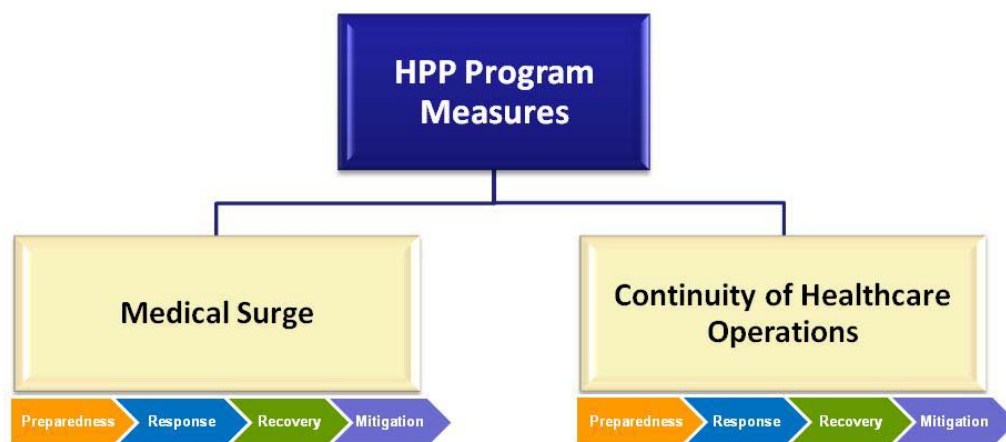 HPP Program
Measures
Medical Surge
Continuity of Healthcare
Operations
Preparedness Response Recovery Mitigation
Preparedness Response Recovery Mitigation